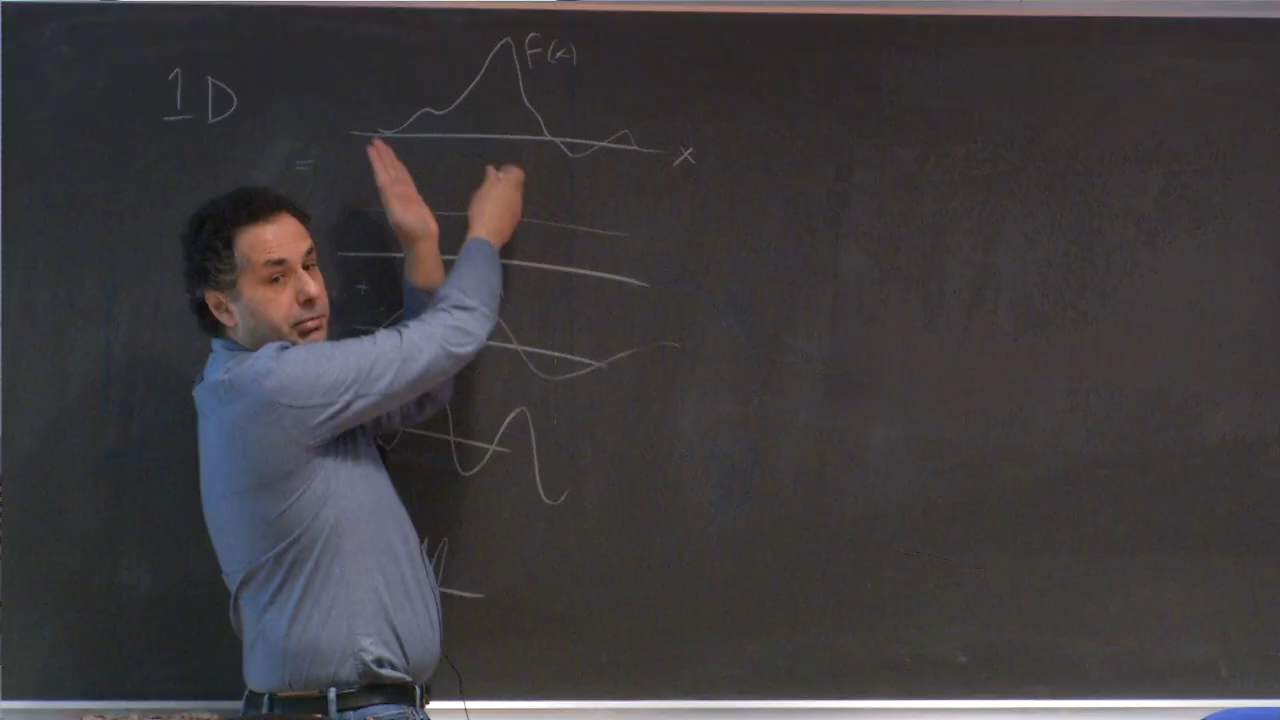 1D
F(x)
x
=
+